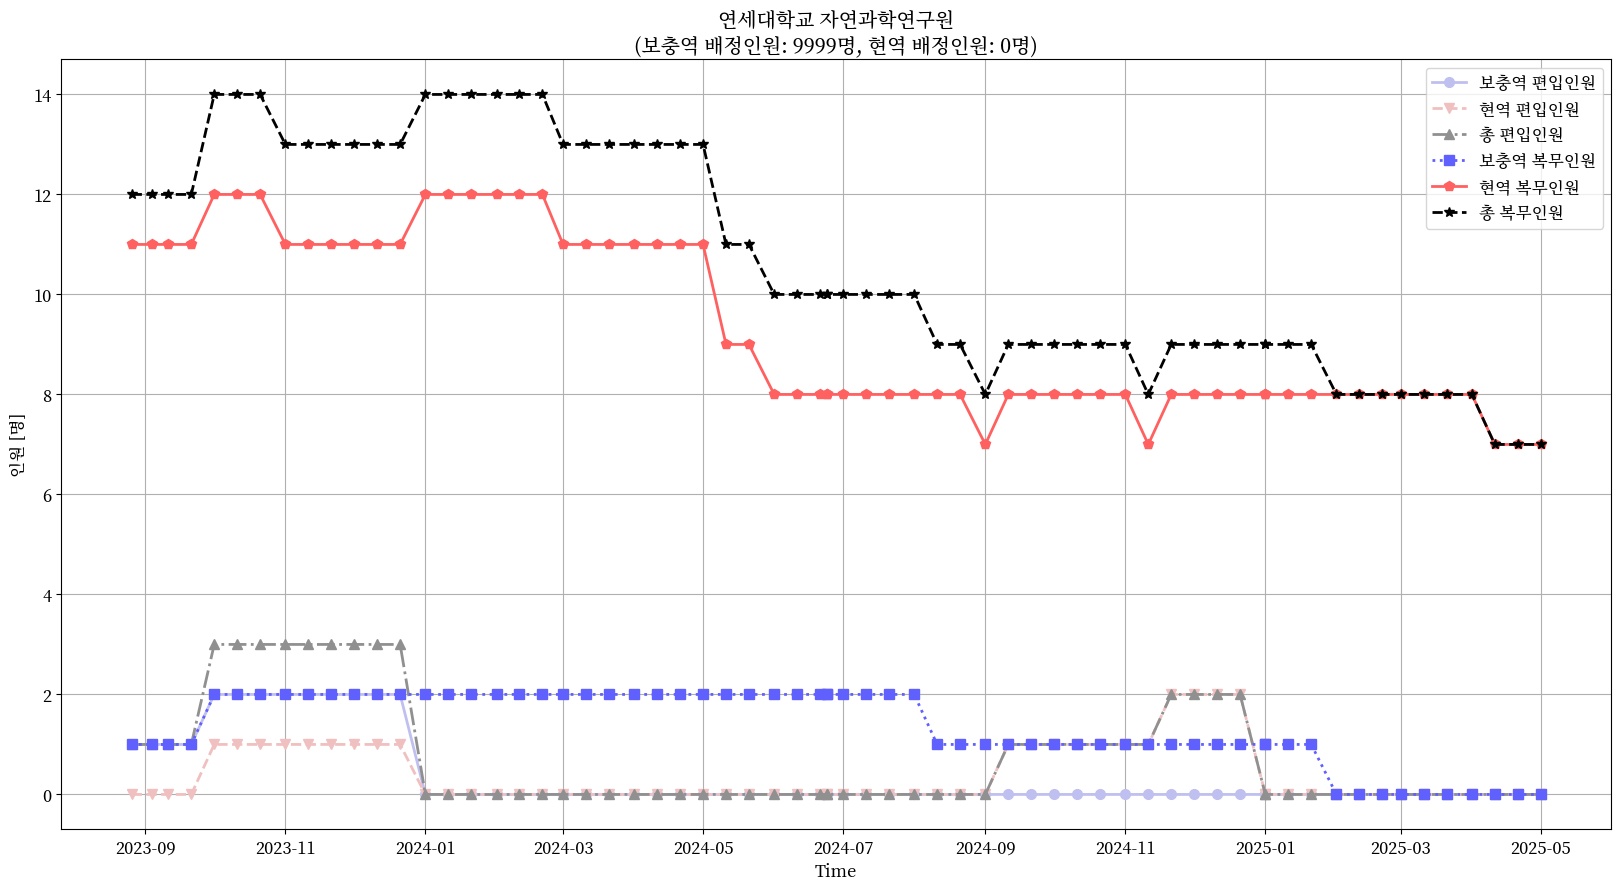 연세대학교 자연과학연구원
(보충역 배정인원: 9999명, 현역 배정인원: 0명)
보충역 편입인원
현역 편입인원
총 편입인원
보충역 복무인원
현역 복무인원
총 복무인원
인원 [명]
14
12
10
8
6
4
2
0
2023-09
2023-11
2024-01
2024-03
2024-05
2024-07
2024-09
2024-11
2025-01
2025-03
2025-05
Time